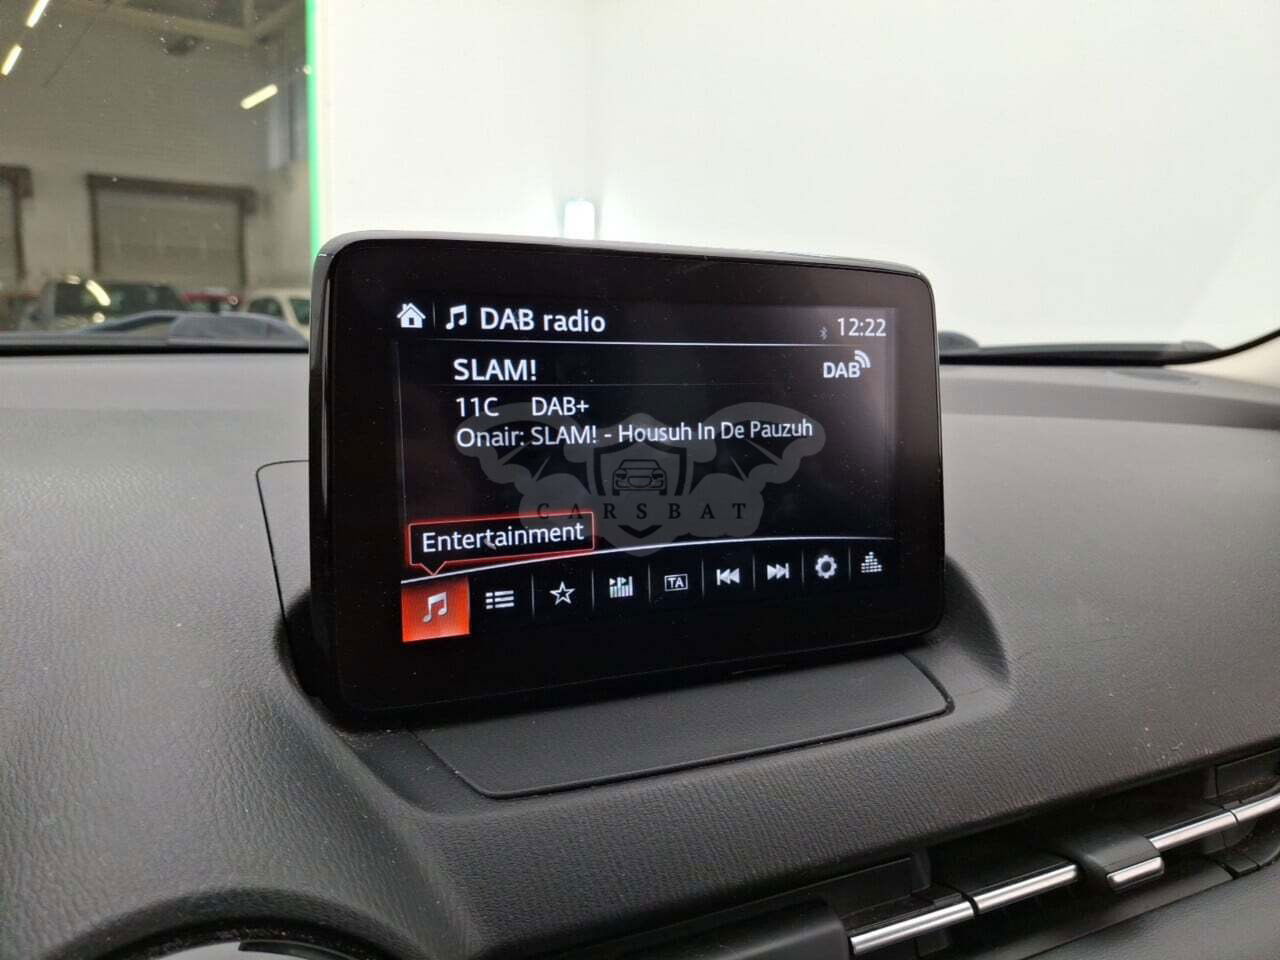 DAB radio
12:22
SLAM!
DAB
11C DAB+
Onair: SLAM! - Housuh In De Pauzuh
CARSBAT
Entertainment
TA